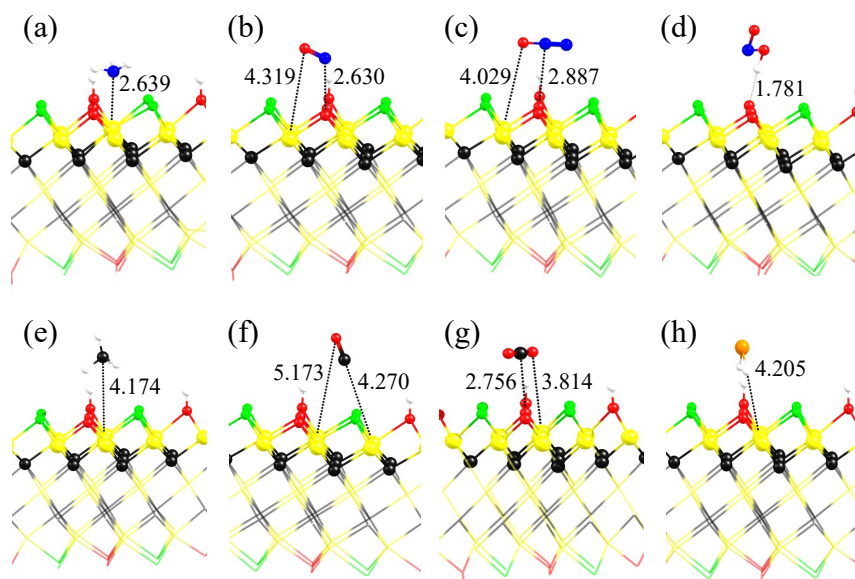 (a)
(b)
(c)
(d)
2.639
4.319
2.630
4.029
2.887
1.781
(e)
(f)
(g)
(h)
4.174
5.173
4.270
2.756
3.814
4.205